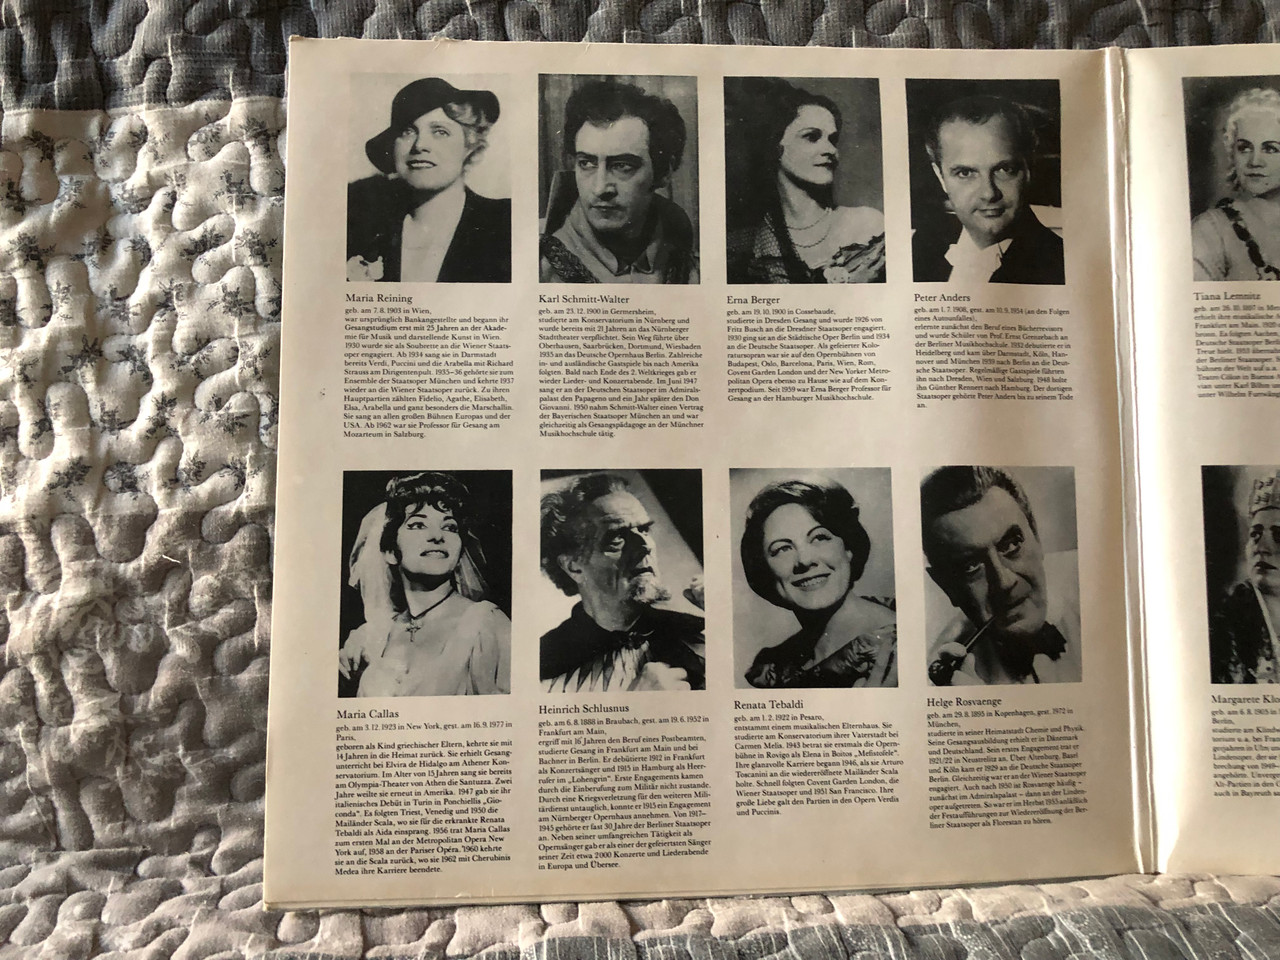 Maria Reining
geb. am 7. 8. 1903 in Wien,
war ursprünglich Bankangestellte und begann ihr
Gesangstudium erst mit 25 Jahren an der Akade-
mie für Musik und darstellende Kunst in Wien.
1930 wurde sie als Soubrette an die Wiener Staats-
oper engagiert. Ab 1934 sang sie in Darmstadt
bereits Verdi, Puccini und die Arabella mit Richard
Strauss am Dirigentenpult. 1935–36 gehörte sie zum
Ensemble der Staatsoper München und kehrte 1937
wieder an die Wiener Staatsoper zurück. Zu ihren
Hauptpartien zählten Fidelio, Agathe, Elisabeth,
Elsa, Arabella und ganz besonders die Marschallin.
Sie sang an allen großen Bühnen Europas und der
USA. Ab 1962 war sie Professor für Gesang am
Mozarteum in Salzburg.
Karl Schmitt-Walter
geb. am 23. 12. 1900 in Germersheim,
studierte am Konservatorium in Nürnberg und
wurde bereits mit 21 Jahren an das Nürnberger
Stadttheater verpflichtet. Sein Weg führte über
Oberhausen, Saarbrücken, Dortmund, Wiesbaden
1935 an das Deutsche Opernhaus Berlin. Zahlreiche
in- und ausländische Gastspiele bis nach Amerika
folgten. Bald nach Ende des 2. Weltkriegs gab er
wieder Lieder- und Konzertabende. Im Juni 1947
sang er an der Deutschen Staatsoper im Admirals-
palast den Papageno und ein Jahr später den Don
Giovanni. 1950 nahm Schmitt-Walter einen Vertrag
der Bayerischen Staatsoper München an und war
gleichzeitig als Gesangspädagoge an der Münchner
Musikhochschule tätig.
Erna Berger
geb. am 19. 10. 1900 in Cossebaude,
studierte in Dresden Gesang und wurde 1926 von
Fritz Busch an die Dresdner Staatsoper engagiert.
1930 ging sie an die Städtische Oper Berlin und 1934
an die Deutsche Staatsoper. Als gefeierter Kolo-
ratursopran war sie auf den Opernbühnen von
Budapest, Oslo, Barcelona, Paris, Wien, Rom,
Covent Garden London und der New Yorker Metro-
politan Opera ebenso zu Hause wie auf dem Kon-
zertpodium. Seit 1959 war Erna Berger Professor für
Gesang an der Hamburger Musikhochschule.
Peter Anders
geb. am 1. 7. 1908, gest. am 10. 9. 1954 (an den Folgen
eines Autounfalles),
erlernte zunächst den Beruf eines Bücherrevisors
und wurde Schüler von Prof. Ernst Grenzebach an
der Berliner Musikhochschule. 1932 debutierte er in
Heidelberg und kam über Darmstadt, Köln, Han-
nover und München 1939 nach Berlin an die Deut-
sche Staatsoper. Regelmäßige Gastspiele führten
ihn nach Dresden, Wien und Salzburg. 1948 holte
ihn Günther Rennert nach Hamburg. Der dortigen
Staatsoper gehörte Peter Anders bis zu seinem Tode
an.
Tiana Lemnitz
Maria Callas
geb. am 3. 12. 1923 in New York, gest. am 16. 9. 1977 in
Paris,
geboren als Kind griechischer Eltern, kehrte sie mit
14 Jahren in die Heimat zurück. Sie erhielt Gesang-
unterricht bei Elvira de Hidalgo am Athener Kon-
servatorium. Im Alter von 15 Jahren sang sie bereits
am Olympia-Theater von Athen die Santuzza. Zwei
Jahre weilte sie erneut in Amerika. 1947 gab sie ihr
italienisches Debüt in Turin in Ponchiellis „Gio-
conda“. Es folgten Triest, Venedig und 1950 die
Mailänder Scala, wo sie für die erkrankte Renata
Tebaldi als Aida einsprang. 1956 trat Maria Callas
zum ersten Mal an der Metropolitan Opera New
York auf, 1958 an der Pariser Opéra. 1960 kehrte
sie an die Scala zurück, wo sie 1962 mit Cherubinis
Medea ihre Karriere beendete.
Heinrich Schlusnus
geb. am 6. 8. 1888 in Braubach, gest. am 19. 6. 1952 in
Frankfurt am Main,
ergriff mit 16 Jahren den Beruf eines Postbeamten,
studierte Gesang in Frankfurt am Main und bei
Bachner in Berlin. Er debütierte 1912 in Frankfurt
als Konzertsänger und 1915 in Hamburg als Heer-
rufer im „Lohengrin“. Erste Engagements kamen
durch die Einberufung zum Militär nicht zustande.
Durch eine Kriegsverletzung für den weiteren Mili-
tärdienst untauglich, konnte er 1915 ein Engagement
am Nürnberger Opernhaus annehmen. Von 1917–
1945 gehörte er fast 30 Jahre der Berliner Staatsoper
an. Neben seiner umfangreichen Tätigkeit als
Opernsänger gab er als einer der gefeiertsten Sänger
seiner Zeit etwa 2000 Konzerte und Liederabende
in Europa und Übersee.
Renata Tebaldi
geb. am 1. 2. 1922 in Pesaro,
entstammt einem musikalischen Elternhaus. Sie
studierte am Konservatorium ihrer Vaterstadt bei
Carmen Melis. 1943 betrat sie erstmals die Opern-
bühne in Rovigo als Elena in Boitos „Mefistofele“.
Ihre glanzvolle Karriere begann 1946, als sie Arturo
Toscanini an die wiedereröffnete Mailänder Scala
holte. Schnell folgten Covent Garden London, die
Wiener Staatsoper und 1951 San Francisco. Ihre
große Liebe galt den Partien in den Opern Verdis
und Puccinis.
Helge Rosvaenge
geb. am 29. 8. 1895 in Kopenhagen, gest. 1972 in
München,
studierte in seiner Heimatstadt Chemie und Physik.
Seine Gesangsausbildung erhielt er in Dänemark
und Deutschland. Sein erstes Engagement trat er
1921/22 in Neustrelitz an. Über Altenburg, Basel
und Köln kam er 1929 an die Deutsche Staatsoper
Berlin. Gleichzeitig war er an der Wiener Staatsoper
engagiert. Auch nach 1950 ist Rosvaenge häufig –
zunächst im Admiralspalast – dann an der Linden-
oper aufgetreten. So war er im Herbst 1955 anläßlich
der Festaufführungen zur Wiedereröffnung der Ber-
liner Staatsoper als Florestan zu hören.
Margarete